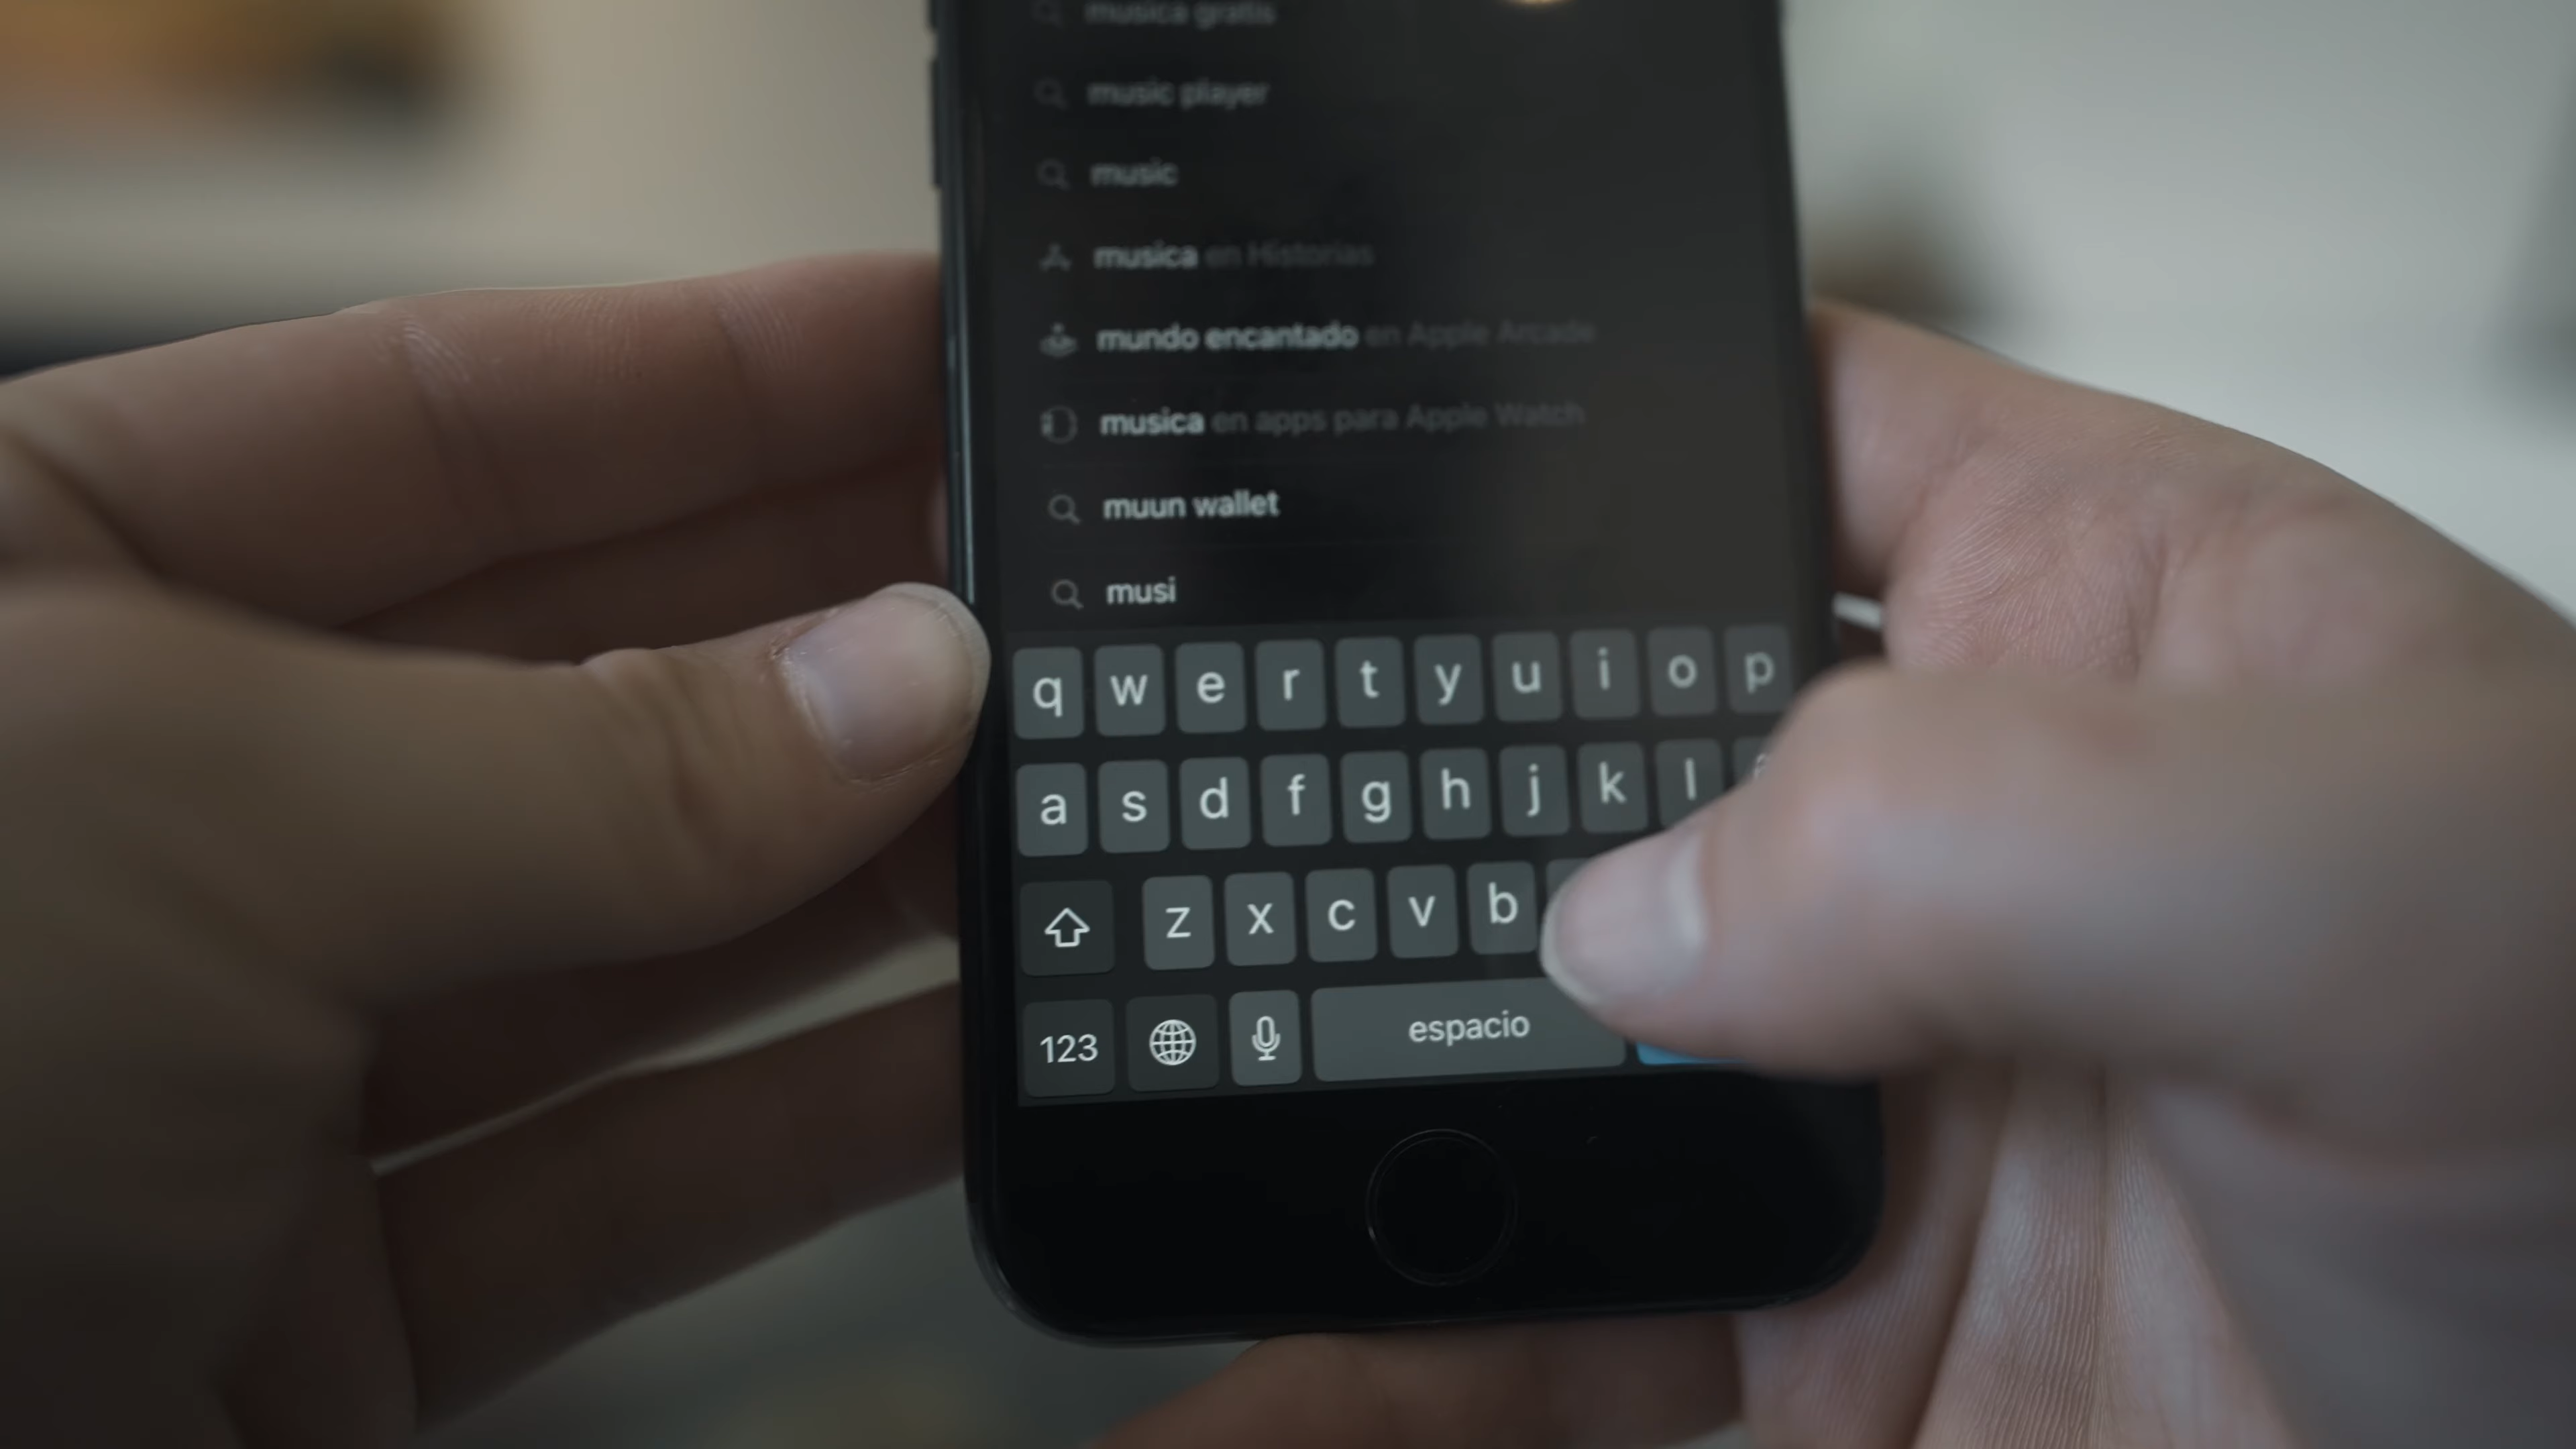 musica gratis
music player
music
musica en Historias
mundo encantado en Apple Arcade
musica en apps para Apple Watch
muun wallet
musi
q w e r t y u i o p
a s d f g h j k l
z x c v b
123 espacio